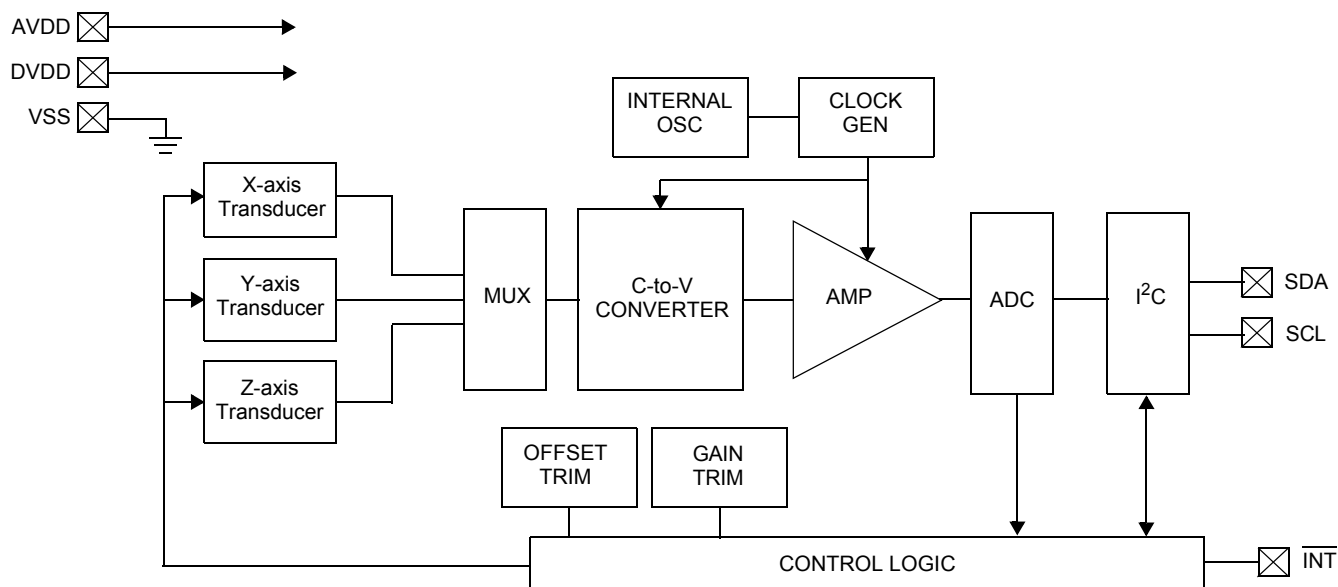 AVDD
DVDD
VSS
INTERNAL
OSC
CLOCK
GEN
X-axis
Transducer
Y-axis
Transducer
Z-axis
Transducer
MUX
C-to-V
CONVERTER
AMP
ADC
I²C
SDA
SCL
OFFSET
TRIM
GAIN
TRIM
CONTROL LOGIC
I̅N̅T̅